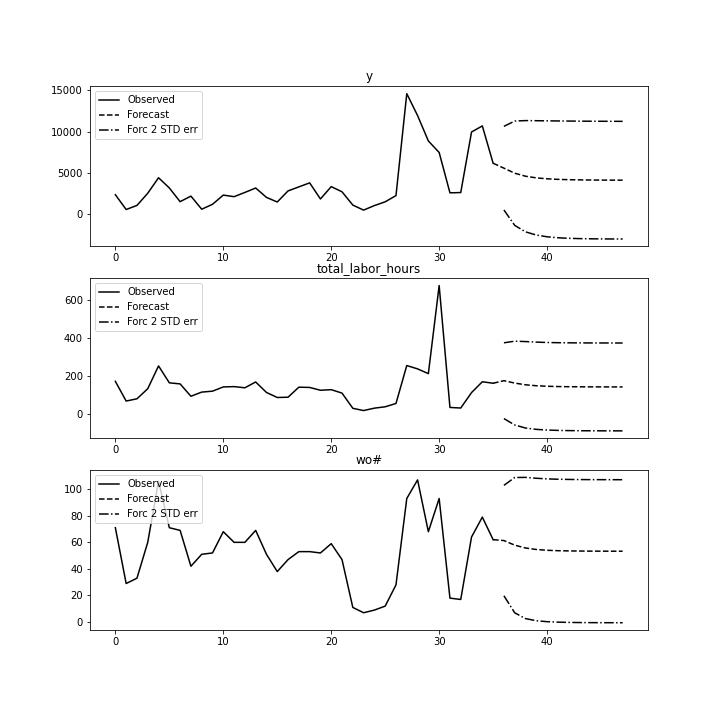 y
15000
10000
5000
0
Observed
Forecast
Forc 2 STD err
0 10 20 30 40
total_labor_hours
600
400
200
0
Observed
Forecast
Forc 2 STD err
0 10 20 30 40
wo#
100
80
60
40
20
0
Observed
Forecast
Forc 2 STD err
0 10 20 30 40